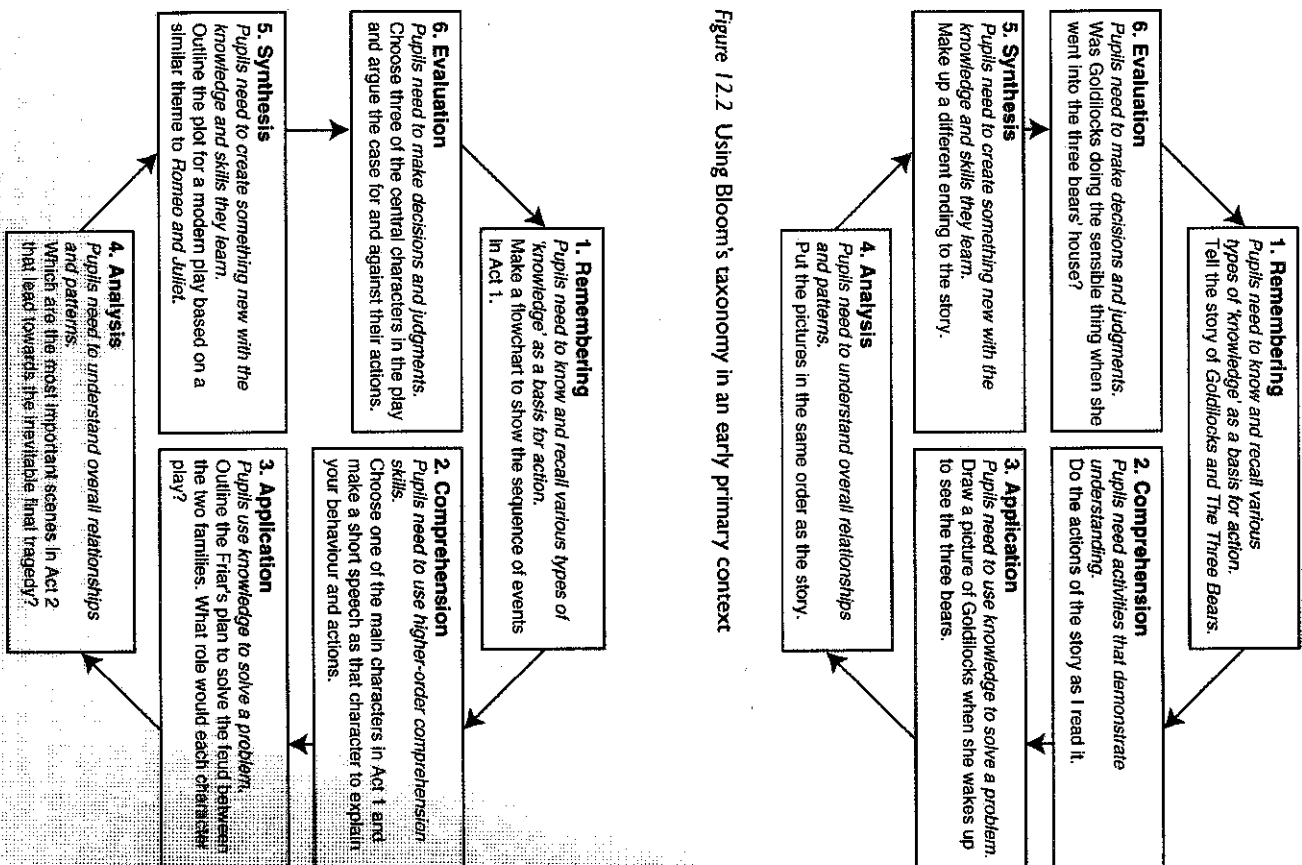 1. Remembering
Pupils need to know and recall various
types of 'knowledge' as a basis for action.
Tell the story of Goldilocks and The Three Bears.
2. Comprehension
Pupils need activities that demonstrate
understanding.
Do the actions of the story as I read it.
3. Application
Pupils need to use knowledge to solve a problem.
Draw a picture of Goldilocks when she wakes up
to see the three bears.
4. Analysis
Pupils need to understand overall relationships
and patterns.
Put the pictures in the same order as the story.
5. Synthesis
Pupils need to create something new with the
knowledge and skills they learn.
Make up a different ending to the story.
6. Evaluation
Pupils need to make decisions and judgments.
Was Goldilocks doing the sensible thing when she
went into the three bears' house?
Figure 12.2 Using Bloom's taxonomy in an early primary context
1. Remembering
Pupils need to know and recall various types of
'knowledge' as a basis for action.
Make a flowchart to show the sequence of events
in Act 1.
2. Comprehension
Pupils need to use higher-order comprehension
skills.
Choose one of the main characters in Act 1 and
make a short speech as that character to explain
your behaviour and actions.
3. Application
Pupils use knowledge to solve a problem.
Outline the Friar's plan to solve the feud between
the two families. What role would each character
play?
4. Analysis
Pupils need to understand overall relationships
and patterns.
Which are the most important scenes in Act 2
that lead towards the inevitable final tragedy?
5. Synthesis
Pupils need to create something new with the
knowledge and skills they learn.
Outline the plot for a modern play based on a
similar theme to Romeo and Juliet.
6. Evaluation
Pupils need to make decisions and judgments.
Choose three of the central characters in the play
and argue the case for and against their actions.